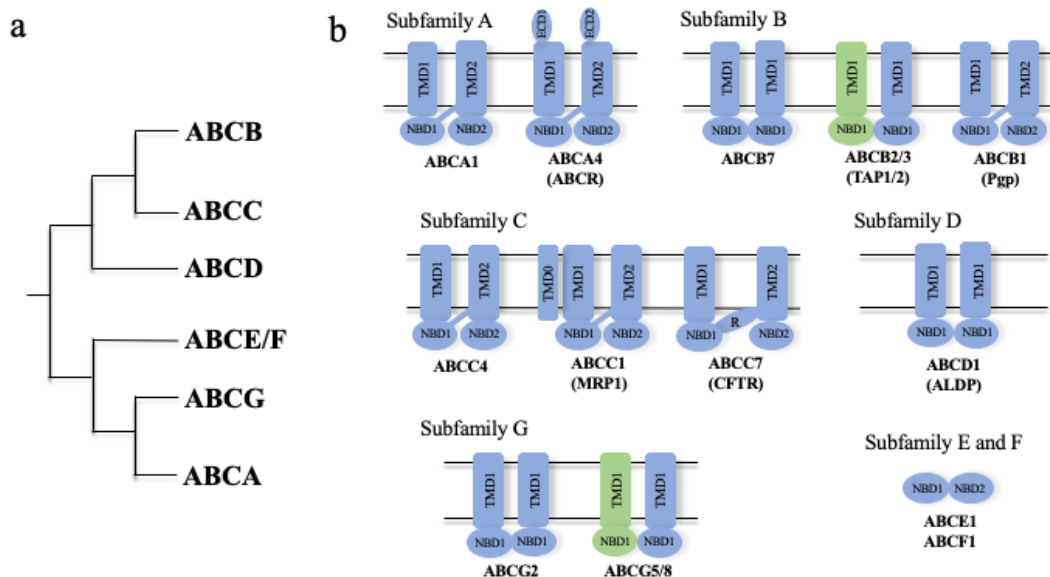 a
ABCB
ABCC
ABCD
ABCE/F
ABCG
ABCA
b
Subfamily A
ECD1
ECD2
TMD1
TMD2
TMD1
TMD2
NBD1
NBD2
NBD1
NBD2
ABCA1
ABCA4
(ABCR)
Subfamily B
TMD1
TMD1
TMD1
TMD1
TMD1
TMD2
NBD1
NBD1
NBD1
NBD1
NBD1
NBD2
ABCB7
ABCB2/3
(TAP1/2)
ABCB1
(Pgp)
Subfamily C
TMD1
TMD2
TMD0
TMD1
TMD2
TMD1
TMD2
NBD1
NBD2
NBD1
NBD2
NBD1
R
NBD2
ABCC4
ABCC1
(MRP1)
ABCC7
(CFTR)
Subfamily D
TMD1
TMD1
NBD1
NBD1
ABCD1
(ALDP)
Subfamily G
TMD1
TMD1
TMD1
TMD1
NBD1
NBD1
NBD1
NBD1
ABCG2
ABCG5/8
Subfamily E and F
NBD1
NBD2
ABCE1
ABCF1